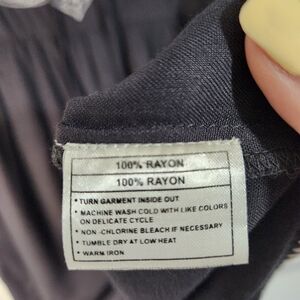 100% RAYON
100% RAYON
• TURN GARMENT INSIDE OUT
• MACHINE WASH COLD WITH LIKE COLORS
ON DELICATE CYCLE
• NON-CHLORINE BLEACH IF NECESSARY
• TUMBLE DRY AT LOW HEAT
• WARM IRON